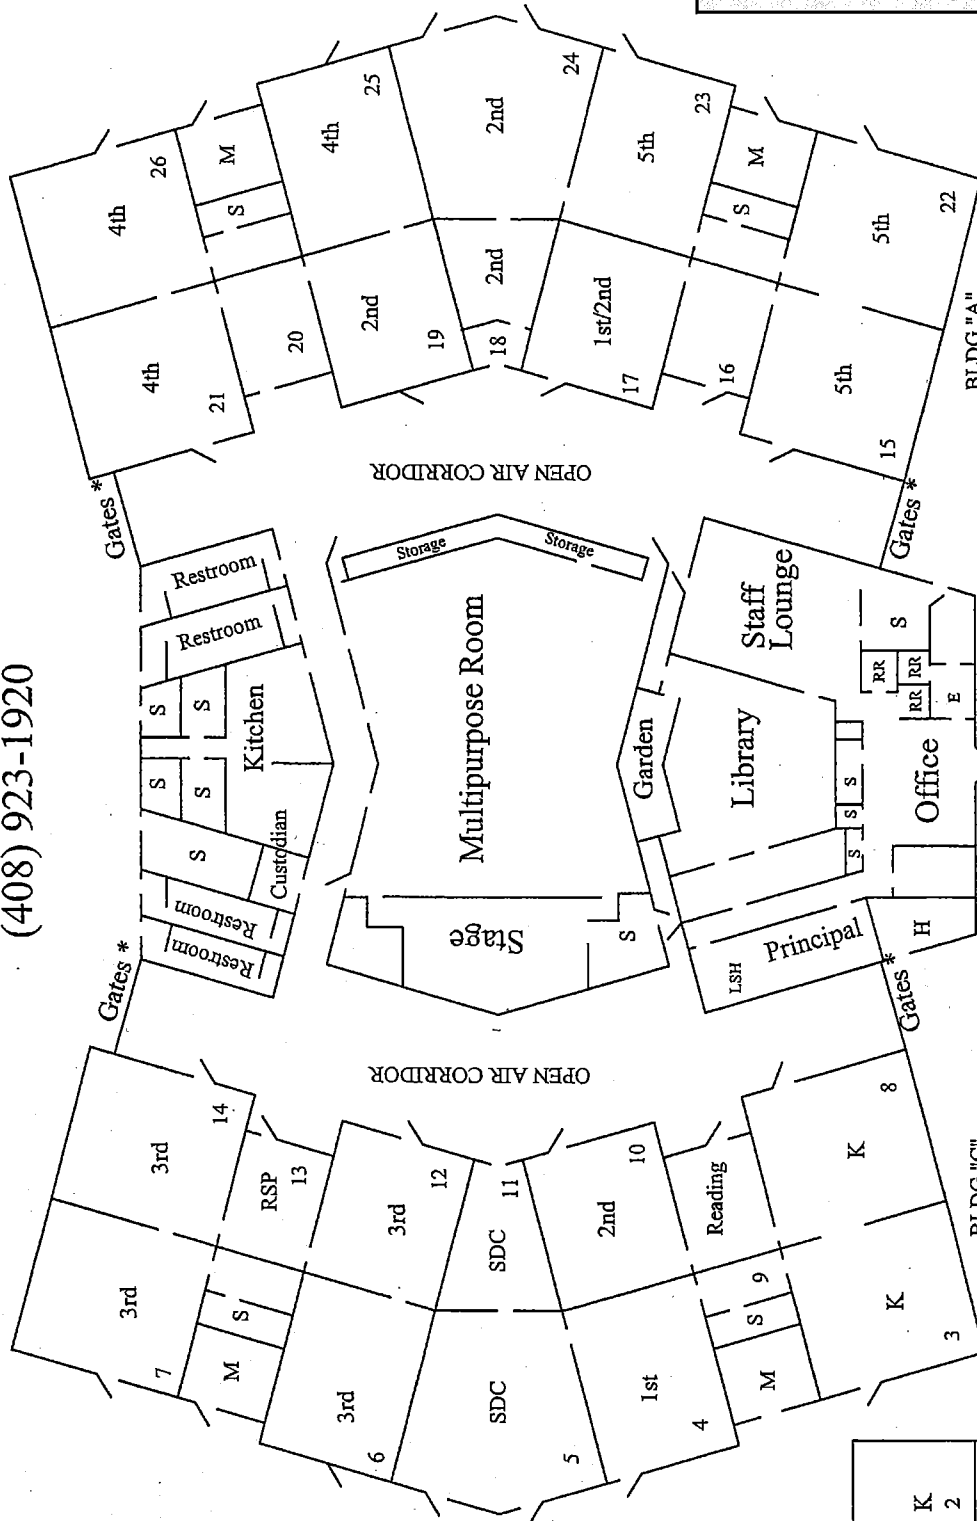 (408) 923-1920
4th
26
M
S
4th
25
2nd
24
5th
23
M
S
5th
22
4th
21
20
2nd
19
2nd
18
1st/2nd
17
16
5th
15
BLDG "A"
Gates *
OPEN AIR CORRIDOR
Gates *
Restroom
Restroom
S
S
S
S
Kitchen
S
Custodian
Restroom
Restroom
Storage
Storage
Multipurpose Room
Stage
S
Garden
Staff
Lounge
Library
S
S
S
LSH
Principal
S
RR
RR
RR
E
Office
H
Gates *
OPEN AIR CORRIDOR
Gates *
3rd
14
RSP
13
3rd
12
11
SDC
2nd
10
Reading
K
8
3rd
7
S
M
3rd
6
SDC
5
1st
4
9
S
M
K
3
K
2